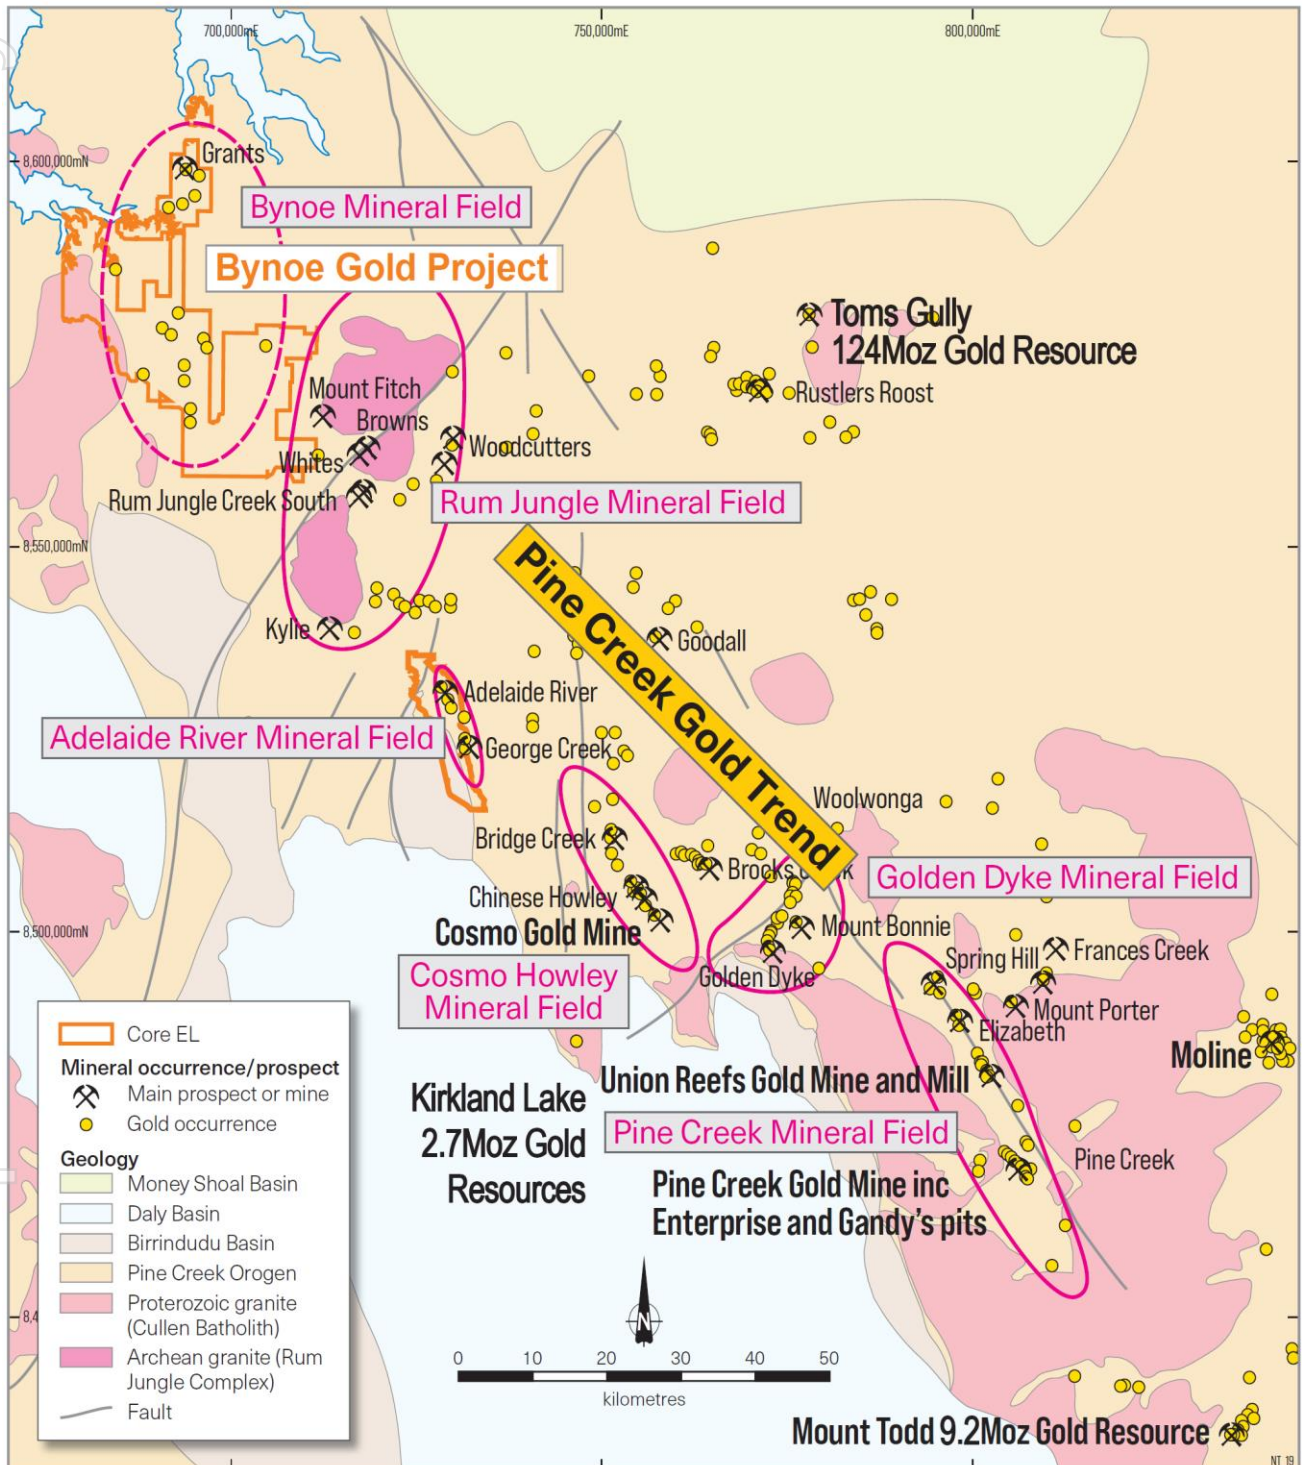 700,000mE
750,000mE
800,000mE
8,600,000mN
Grants
Bynoe Mineral Field
Bynoe Gold Project
Toms Gully
1.24Moz Gold Resource
Rustlers Roost
Mount Fitch
Browns
Whites
Woodcutters
Rum Jungle Creek South
Rum Jungle Mineral Field
8,550,000mN
Pine Creek Gold Trend
Kylie
Goodall
Adelaide River
Adelaide River Mineral Field
George Creek
Woolwonga
Bridge Creek
Brooks
Golden Dyke Mineral Field
Chinese Howley
Cosmo Gold Mine
Mount Bonnie
8,500,000mN
Frances Creek
Spring Hill
Golden Dyke
Cosmo Howley
Mineral Field
Mount Porter
Elizabeth
Moline
Union Reefs Gold Mine and Mill
Kirkland Lake
2.7Moz Gold
Resources
Pine Creek Mineral Field
Pine Creek
Pine Creek Gold Mine inc
Enterprise and Gandy's pits
Core EL
Mineral occurrence/prospect
Main prospect or mine
Gold occurrence
Geology
Money Shoal Basin
Daly Basin
Birrindudu Basin
Pine Creek Orogen
Proterozoic granite
(Cullen Batholith)
Archean granite (Rum
Jungle Complex)
Fault
N
0 10 20 30 40 50
kilometres
Mount Todd 9.2Moz Gold Resource